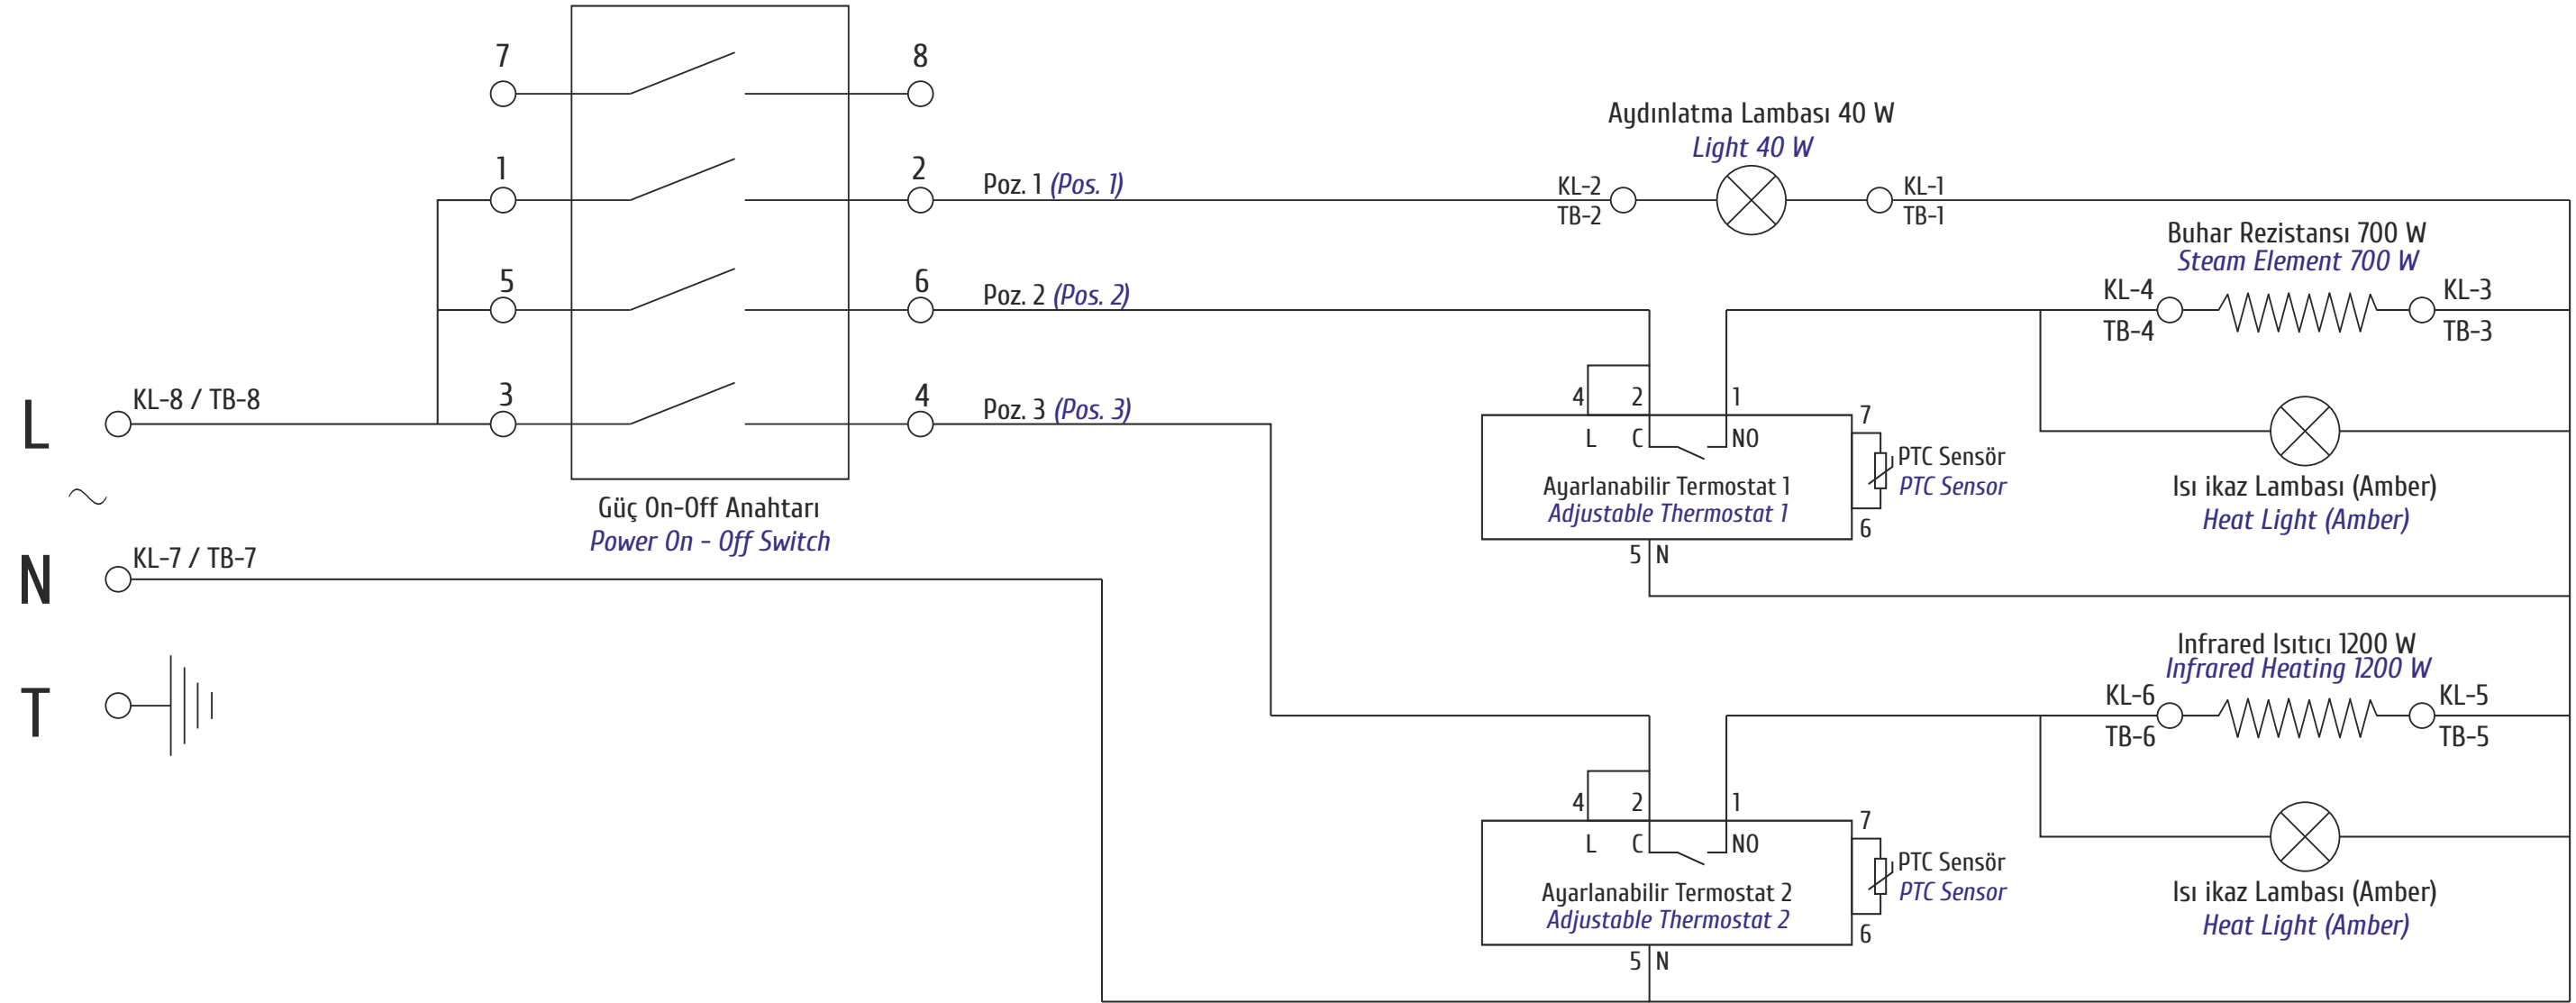 7
8
1
2
Poz. 1 (Pos. 1)
Aydınlatma Lambası 40 W
Light 40 W
KL-2
TB-2
KL-1
TB-1
5
6
Poz. 2 (Pos. 2)
Buhar Rezistansı 700 W
Steam Element 700 W
KL-4
TB-4
KL-3
TB-3
L
KL-8 / TB-8
3
4
Poz. 3 (Pos. 3)
Güç On-Off Anahtarı
Power On - Off Switch
4
2
1
L
C
NO
7
6
Ayarlanabilir Termostat 1
Adjustable Thermostat 1
PTC Sensör
PTC Sensor
5
N
Isı ikaz Lambası (Amber)
Heat Light (Amber)
N
KL-7 / TB-7
T
Infrared Isıtıcı 1200 W
Infrared Heating 1200 W
KL-6
TB-6
KL-5
TB-5
4
2
1
L
C
NO
7
6
Ayarlanabilir Termostat 2
Adjustable Thermostat 2
PTC Sensör
PTC Sensor
5
N
Isı ikaz Lambası (Amber)
Heat Light (Amber)